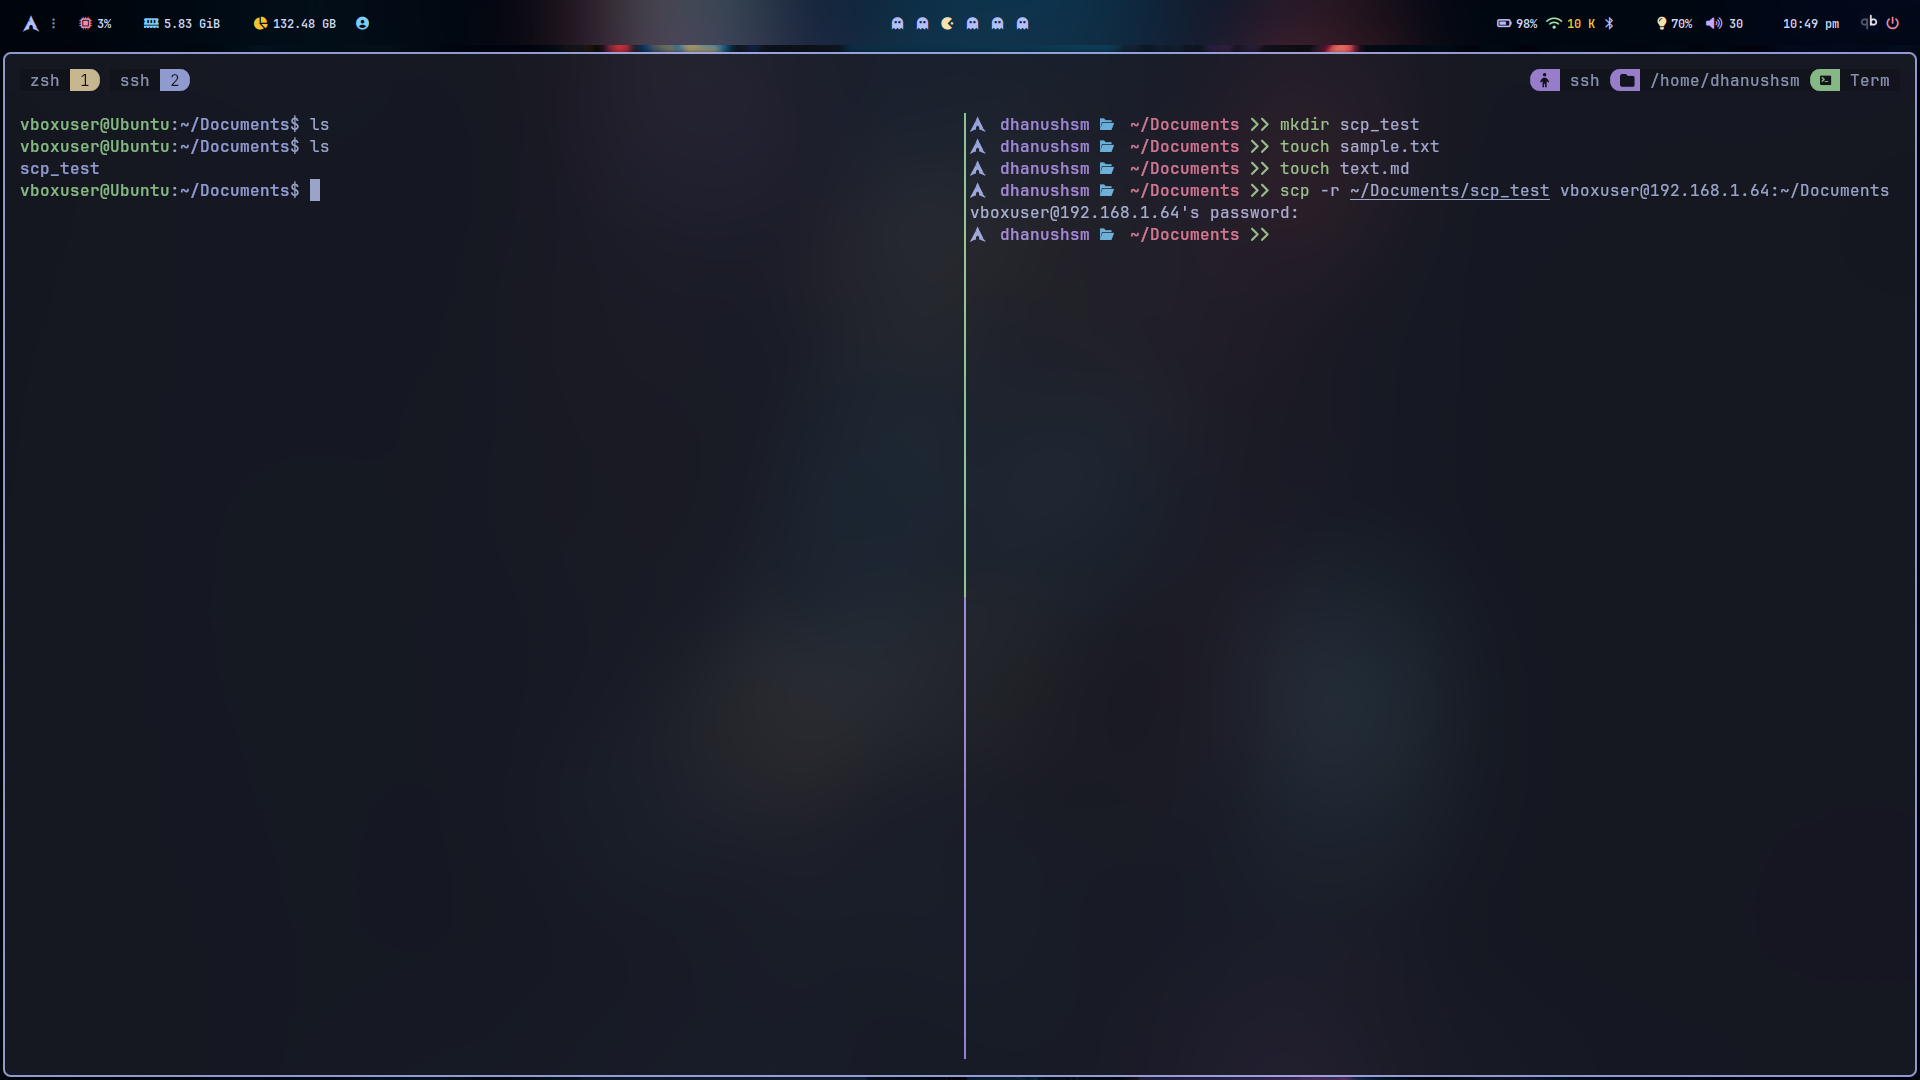 3% 5.83 GiB 132.48 GB 98% 10 K 70% 30 10:49 pm qb
zsh 1 ssh 2 ssh /home/dhanushsm Term
vboxuser@Ubuntu:~/Documents$ ls
vboxuser@Ubuntu:~/Documents$ ls
scp_test
vboxuser@Ubuntu:~/Documents$
dhanushsm ~/Documents >> mkdir scp_test
dhanushsm ~/Documents >> touch sample.txt
dhanushsm ~/Documents >> touch text.md
dhanushsm ~/Documents >> scp -r ~/Documents/scp_test vboxuser@192.168.1.64:~/Documents
vboxuser@192.168.1.64's password:
dhanushsm ~/Documents >>